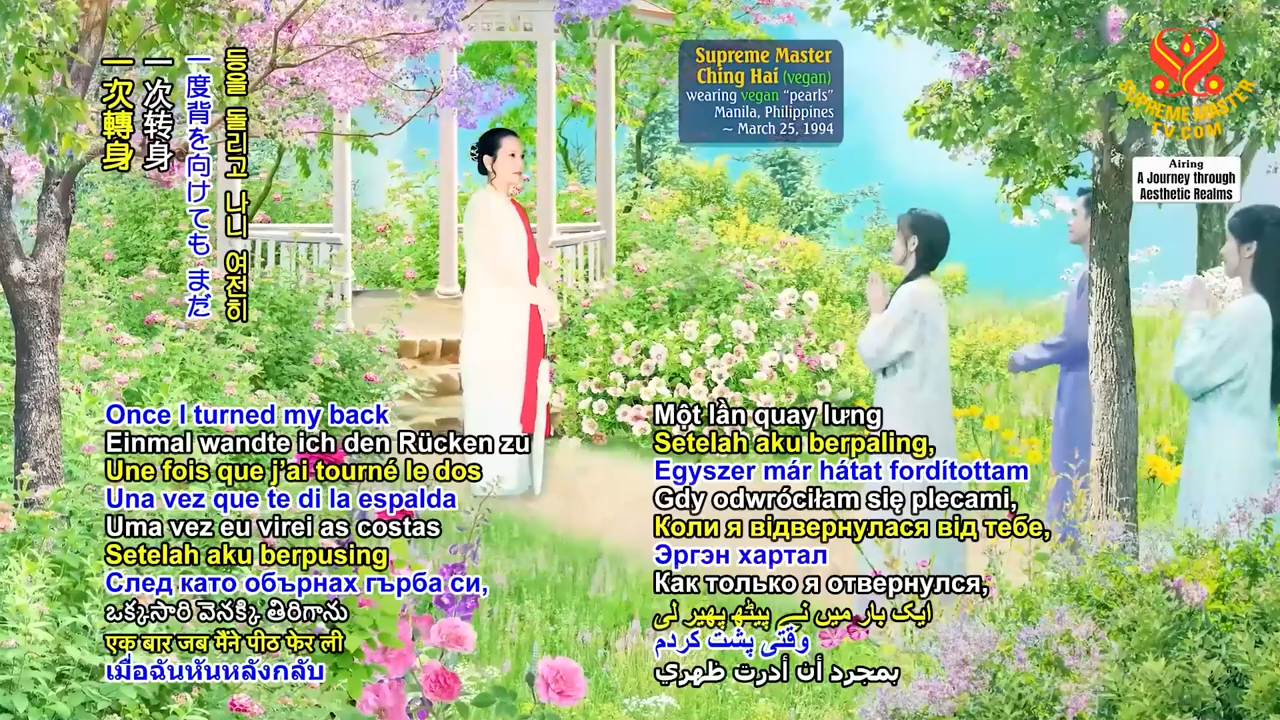 등을 돌리고 나니 여전히
一度背を向けても まだ
一次转身
一次轉身
Supreme Master
Ching Hai (vegan)
wearing vegan “pearls”
Manila, Philippines
~ March 25, 1994
SUPREME MASTER
TV.COM
Airing
A Journey through
Aesthetic Realms
Once I turned my back
Einmal wandte ich den Rücken zu
Une fois que j’ai tourné le dos
Una vez que te di la espalda
Uma vez eu virei as costas
Setelah aku berpusing
След като обърнах гърба си,
ఒక్కసారి వెనక్కి తిరిగాను
एक बार जब मैंने पीठ फेर ली
เมื่อฉันหันหลังกลับ
Một lần quay lưng
Setelah aku berpaling,
Egyszer már hátat fordítottam
Gdy odwróciłam się plecami,
Коли я відвернулася від тебе,
Эргэн хартал
Как только я отвернулся,
ایک بار میں نے پیٹھ پھیر لی
وقتی پشت کردم
بمجرد أن أدرت ظهري